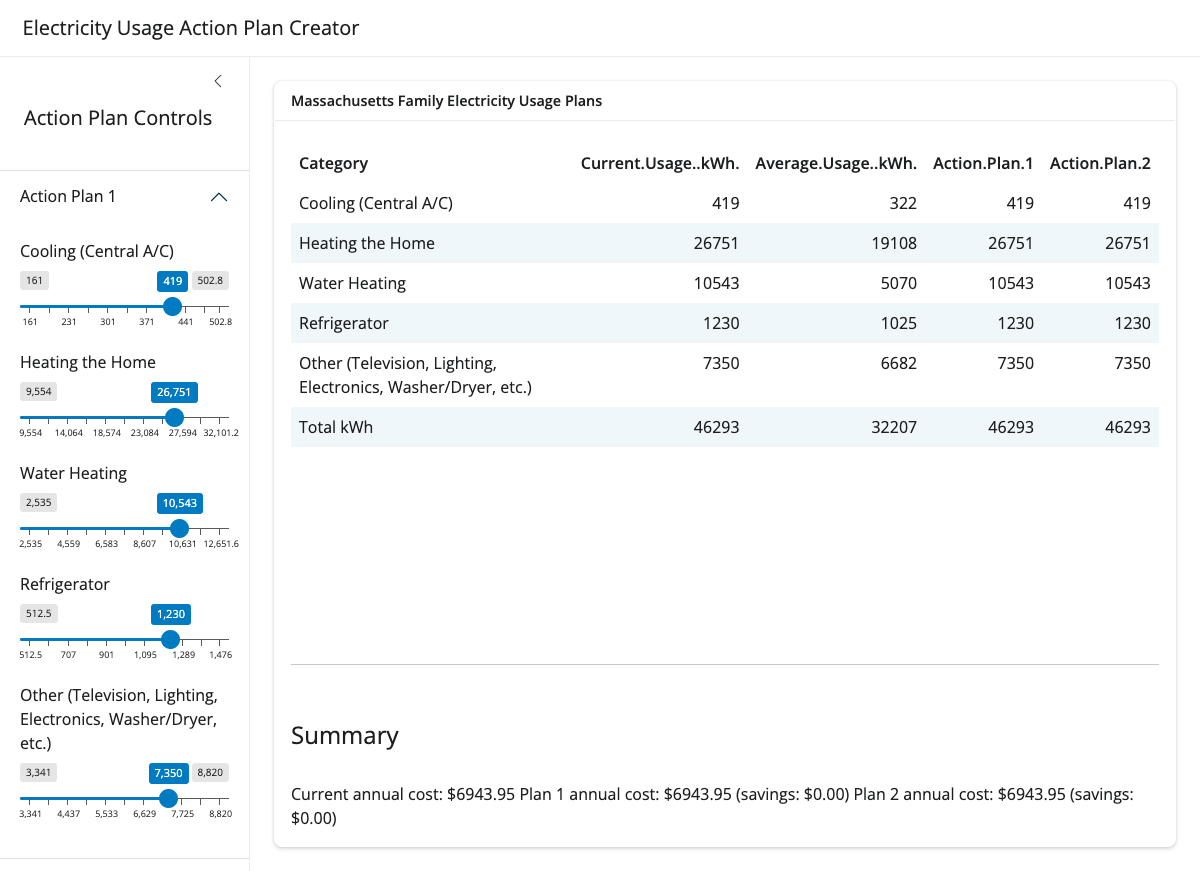 Electricity Usage Action Plan Creator
Action Plan Controls
Action Plan 1
Cooling (Central A/C)
161 419 502.8
161 231 301 371 441 502.8
Heating the Home
9,554 26,751
9,554 14,064 18,574 23,084 27,594 32,101.2
Water Heating
2,535 10,543
2,535 4,559 6,583 8,607 10,631 12,651.6
Refrigerator
512.5 1,230
512.5 707 901 1,095 1,289 1,476
Other (Television, Lighting,
Electronics, Washer/Dryer,
etc.)
3,341 7,350 8,820
3,341 4,437 5,533 6,629 7,725 8,820
Massachusetts Family Electricity Usage Plans
Category Current.Usage..kWh. Average.Usage..kWh. Action.Plan.1 Action.Plan.2
Cooling (Central A/C) 419 322 419 419
Heating the Home 26751 19108 26751 26751
Water Heating 10543 5070 10543 10543
Refrigerator 1230 1025 1230 1230
Other (Television, Lighting, 7350 6682 7350 7350
Electronics, Washer/Dryer, etc.)
Total kWh 46293 32207 46293 46293
Summary
Current annual cost: $6943.95 Plan 1 annual cost: $6943.95 (savings: $0.00) Plan 2 annual cost: $6943.95 (savings:
$0.00)